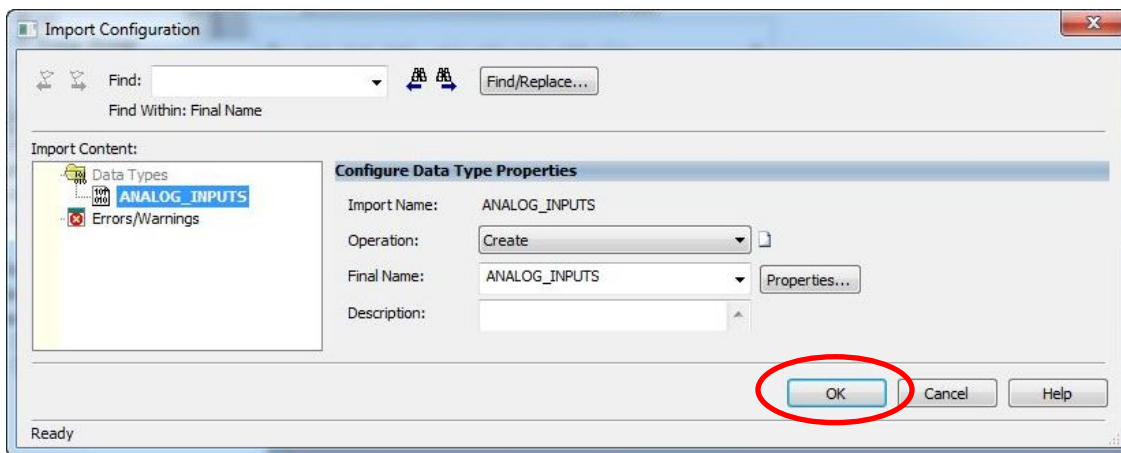 Import Configuration
Find:
Find/Replace...
Find Within: Final Name
Import Content:
Data Types
ANALOG_INPUTS
Errors/Warnings
Configure Data Type Properties
Import Name: ANALOG_INPUTS
Operation: Create
Final Name: ANALOG_INPUTS Properties...
Description:
OK Cancel Help
Ready